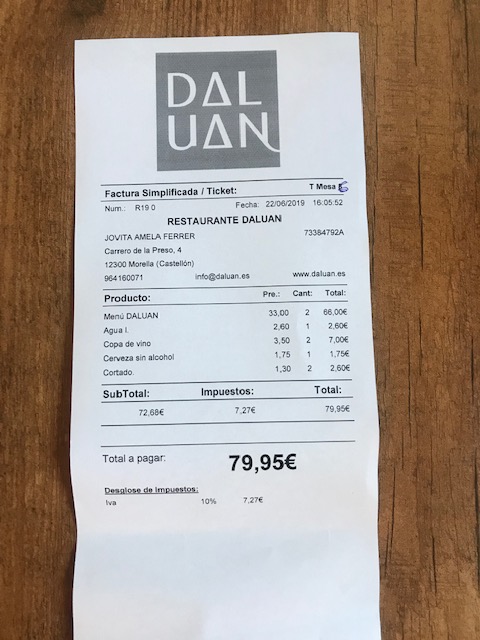 DAL
UAN
Factura Simplificada / Ticket: T Mesa
Num.: R19 0 Fecha: 22/06/2019 16:05:52
RESTAURANTE DALUAN
JOVITA AMELA FERRER 73384792A
Carrero de la Preso, 4
12300 Morella (Castellón)
964160071 info@daluan.es www.daluan.es
Producto: Pre.: Cant: Total:
Menú DALUAN 33,00 2 66,00€
Agua l. 2,60 1 2,60€
Copa de vino 3,50 2 7,00€
Cerveza sin alcohol 1,75 1 1,75€
Cortado. 1,30 2 2,60€
SubTotal: Impuestos: Total:
72,68€ 7,27€ 79,95€
Total a pagar: 79,95€
Desglose de Impuestos:
Iva 10% 7,27€